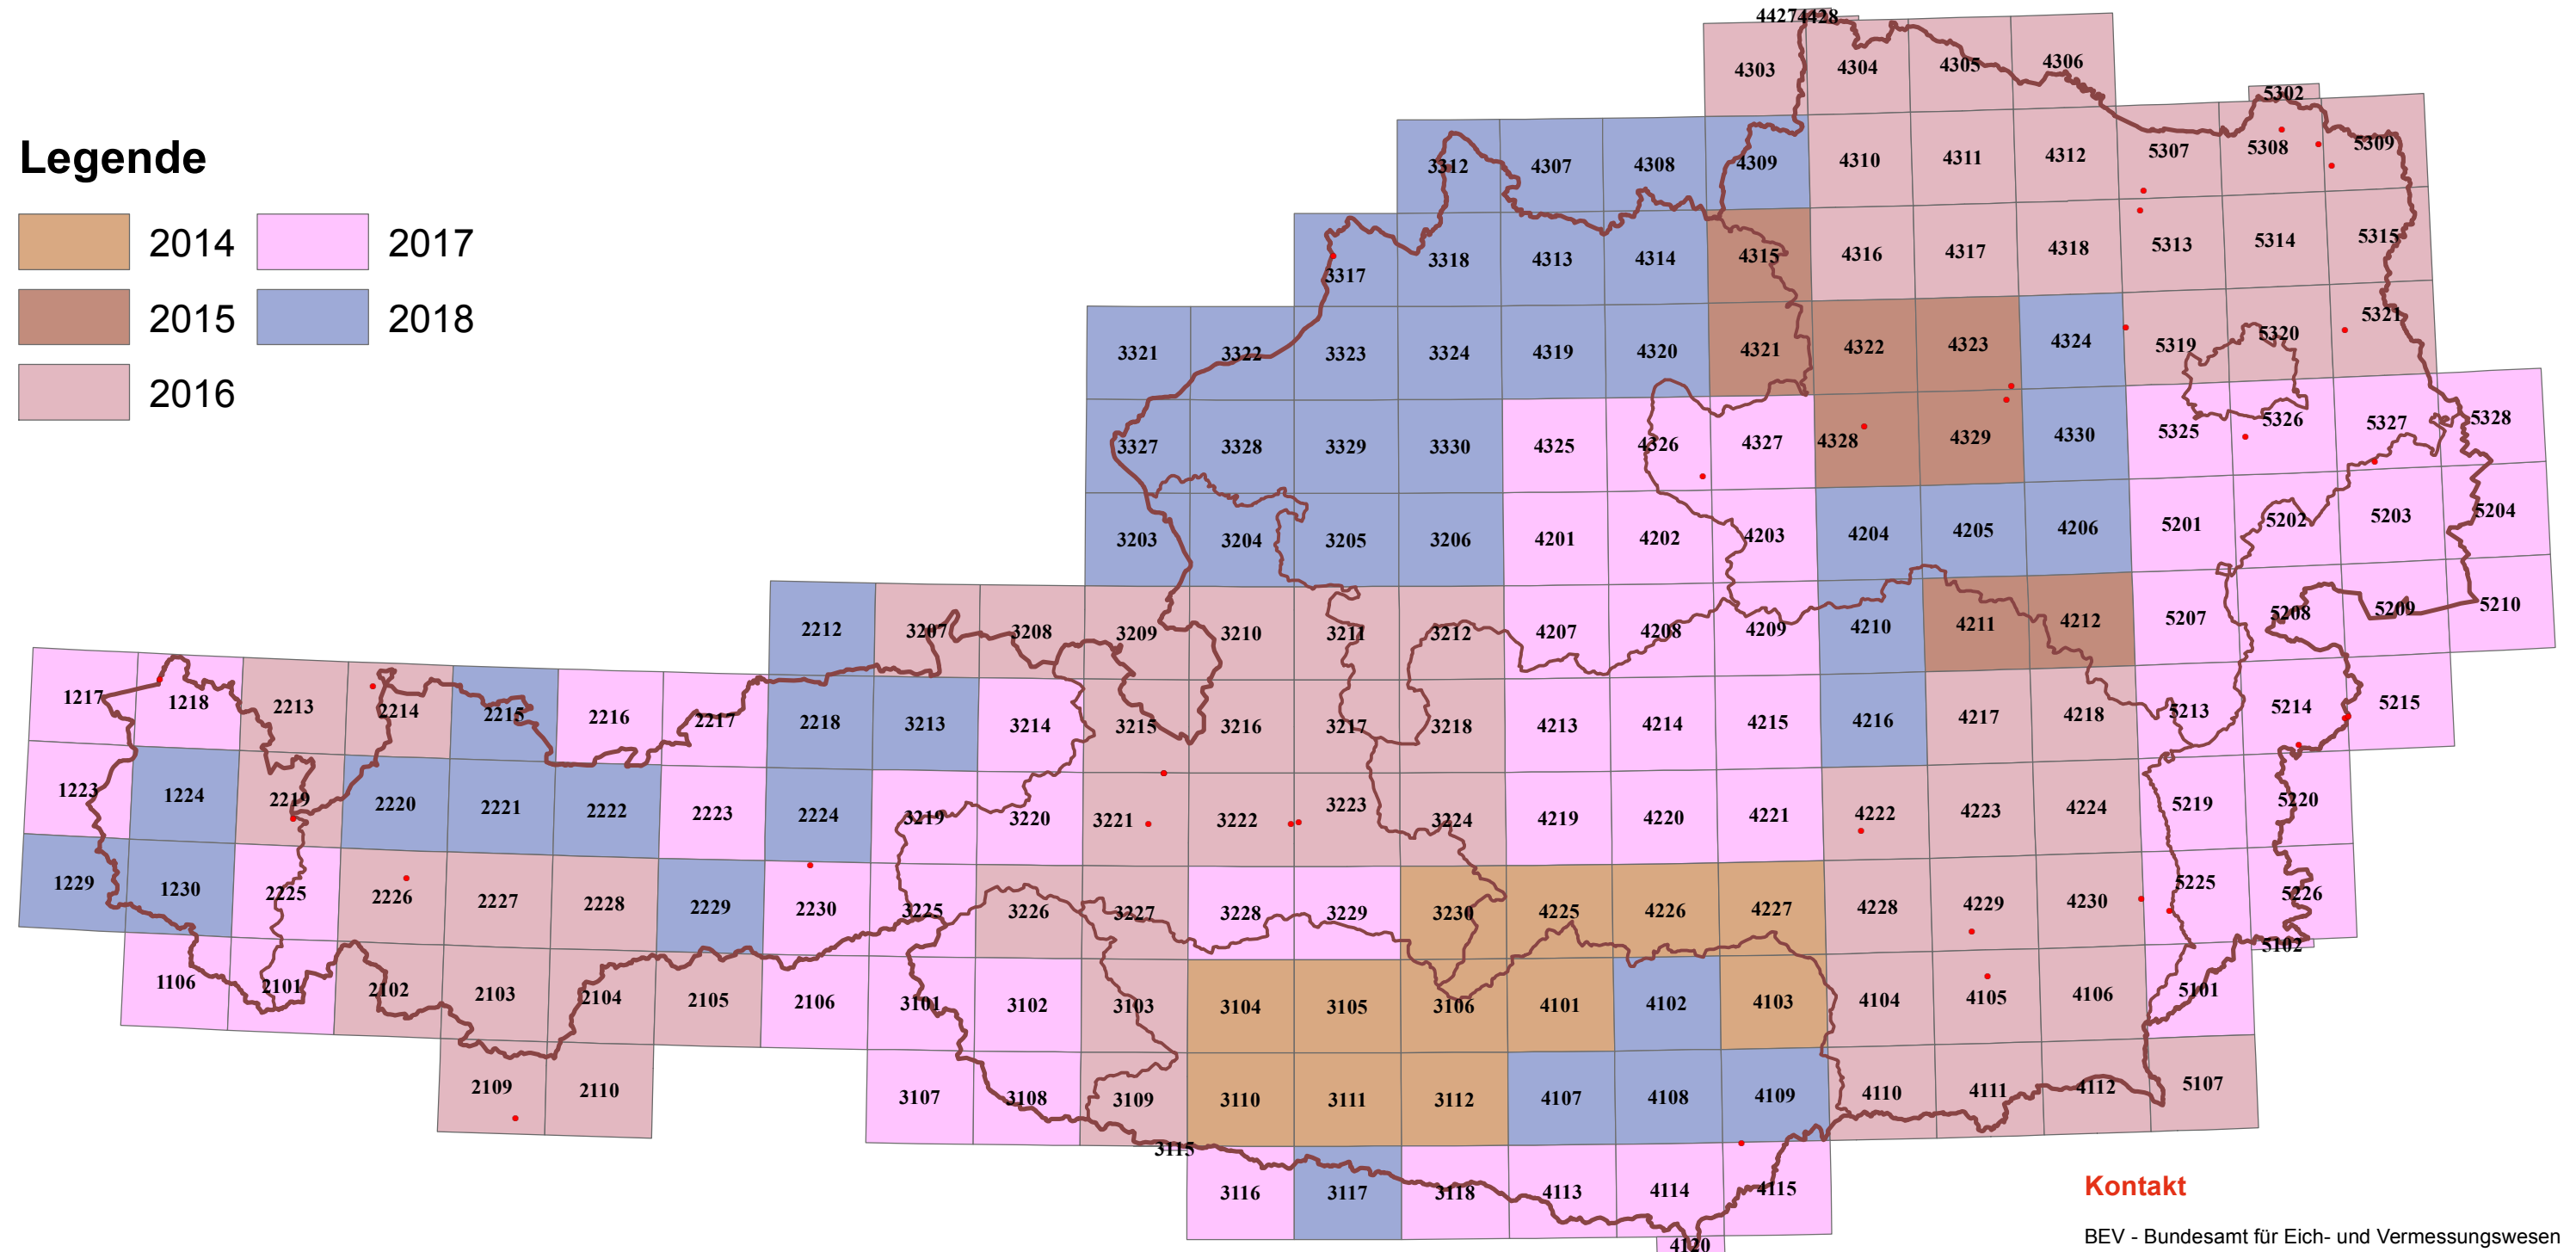 44274428
4303 4304 4305 4306
5302
Legende
3312 4307 4308 4309 4310 4311 4312 5307 5308 5309
2014 2017
3317 3318 4313 4314 4315 4316 4317 4318 5313 5314 5315
2015 2018
3321 3322 3323 3324 4319 4320 4321 4322 4323 4324 5319 5320 5321
2016
3327 3328 3329 3330 4325 4326 4327 4328 4329 4330 5325 5326 5327 5328
3203 3204 3205 3206 4201 4202 4203 4204 4205 4206 5201 5202 5203 5204
2212 3207 3208 3209 3210 3211 3212 4207 4208 4209 4210 4211 4212 5207 5208 5209 5210
1217 1218 2213 2214 2215 2216 2217 2218 3213 3214 3215 3216 3217 3218 4213 4214 4215 4216 4217 4218 5213 5214 5215
1223 1224 2219 2220 2221 2222 2223 2224 3219 3220 3221 3222 3223 3224 4219 4220 4221 4222 4223 4224 5219 5220
1229 1230 2225 2226 2227 2228 2229 2230 3225 3226 3227 3228 3229 3230 4225 4226 4227 4228 4229 4230 5225 5226
5102
1106 2101 2102 2103 2104 2105 2106 3101 3102 3103 3104 3105 3106 4101 4102 4103 4104 4105 4106 5101
2109 2110 3107 3108 3109 3110 3111 3112 4107 4108 4109 4110 4111 4112 5107
3115
3116 3117 3118 4113 4114 4115
Kontakt
4120
BEV - Bundesamt für Eich- und Vermessungswesen